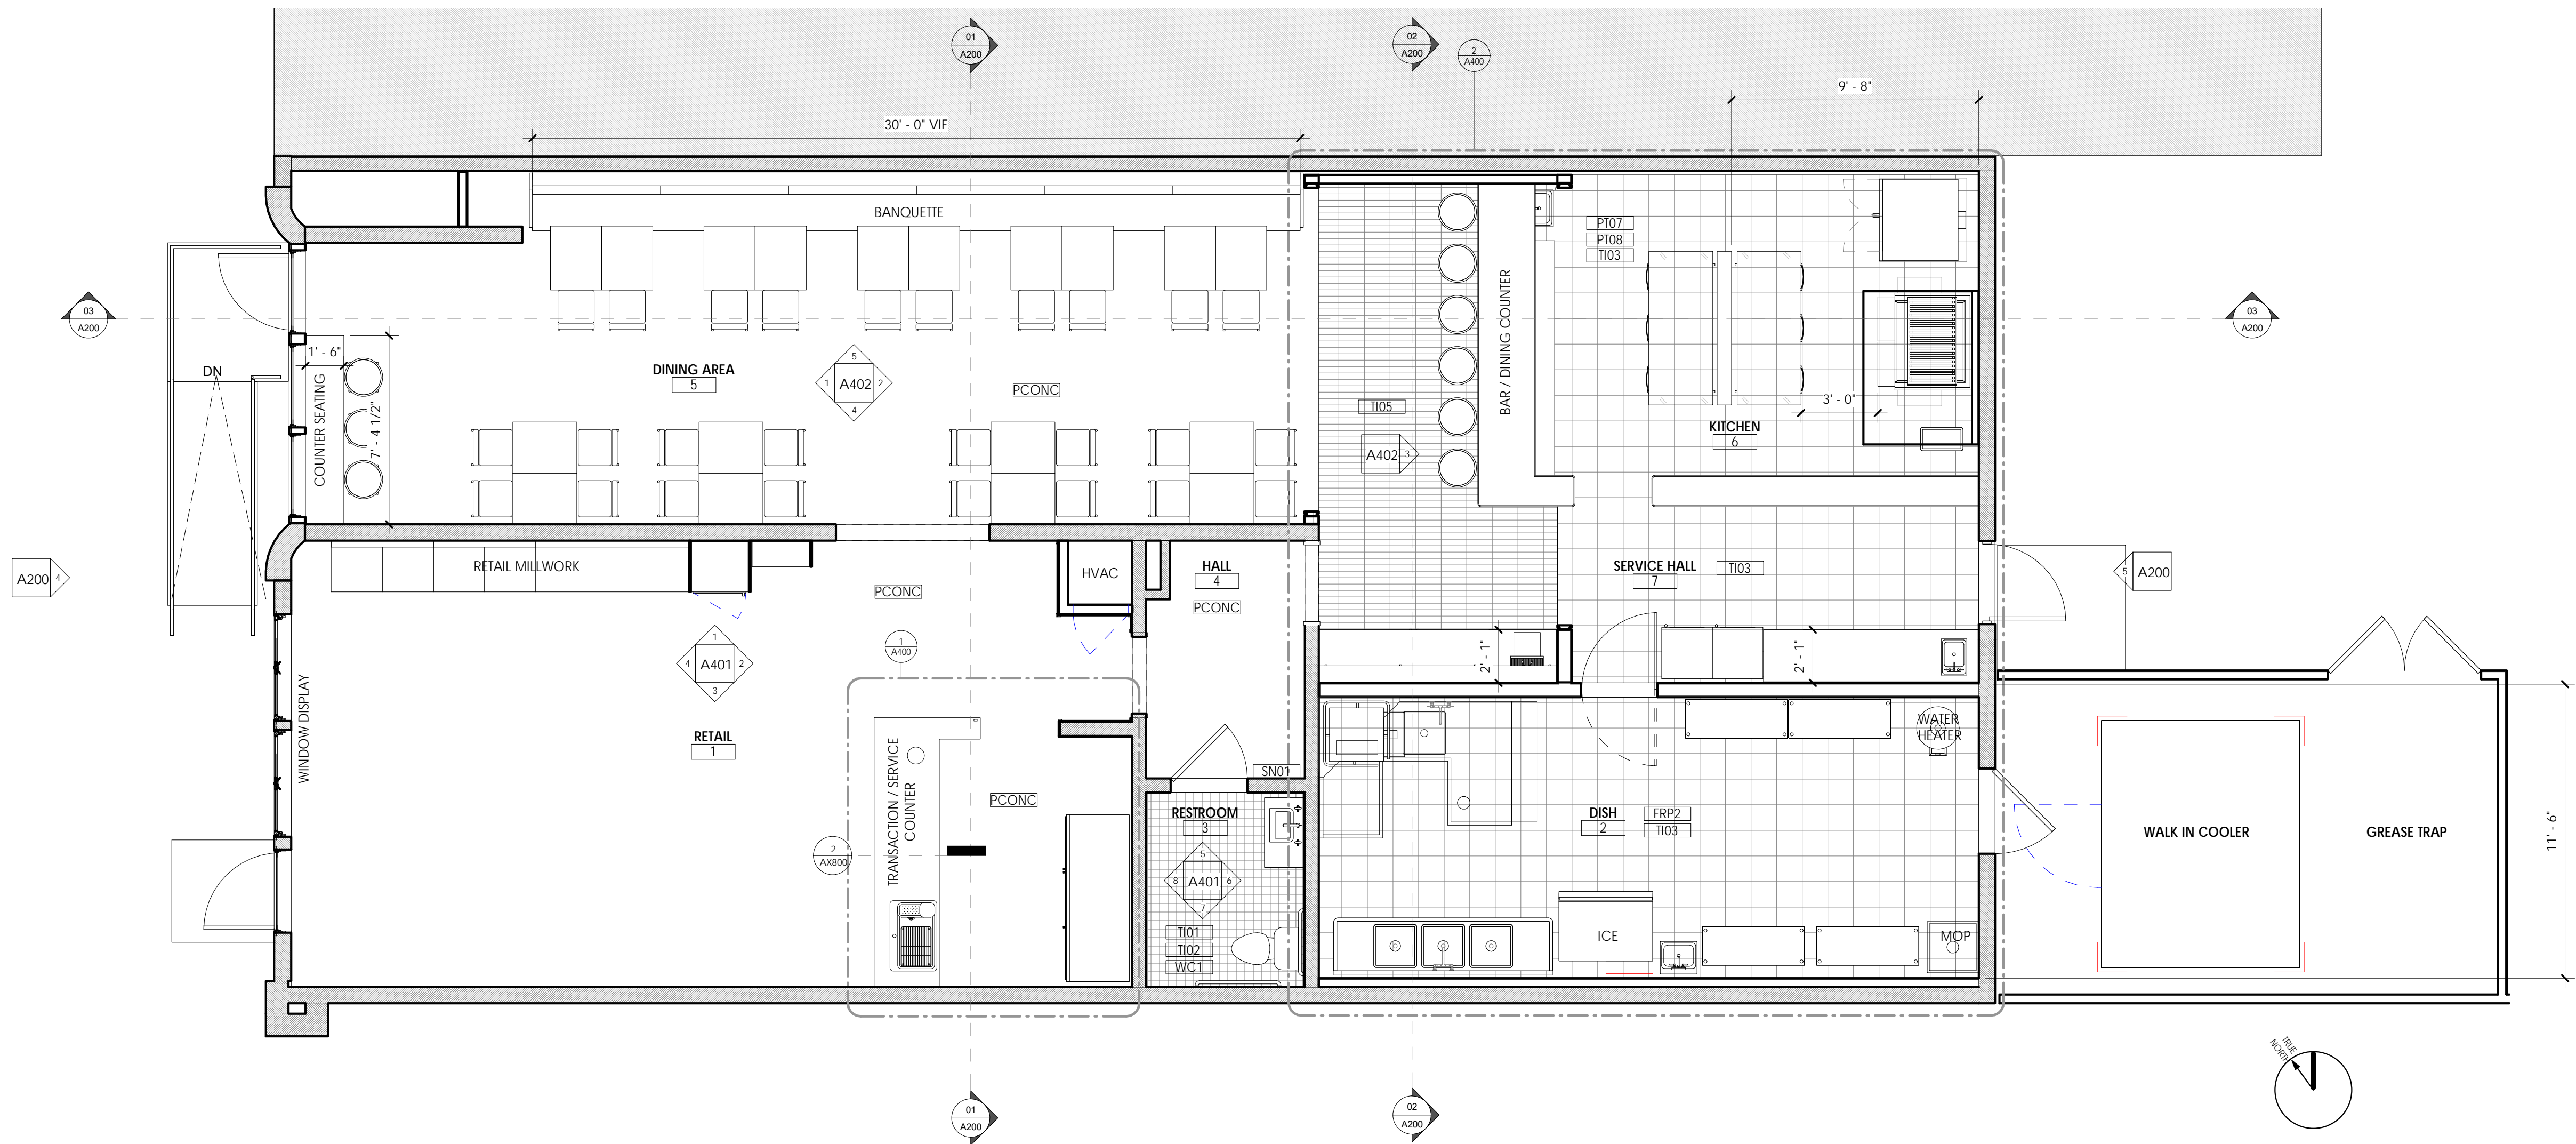 01
A200
02
A200
2
A400
9' - 8"
30' - 0" VIF
BANQUETTE
PT07
PT08
TI03
03
A200
03
A200
1' - 6"
DN
DINING AREA
5
5
1
A402
2
4
PCONC
COUNTER SEATING
7' - 4 1/2"
TI05
A402
3
BAR / DINING COUNTER
3' - 0"
KITCHEN
6
A200
4
RETAIL MILLWORK
PCONC
HVAC
HALL
4
PCONC
SERVICE HALL
7
TI03
5
A200
1
A400
1
4
A401
2
3
2' - 1"
2' - 1"
WINDOW DISPLAY
RETAIL
1
TRANSACTION / SERVICE
COUNTER
PCONC
2
AX800
SN01
RESTROOM
3
5
8
A401
6
7
TI01
TI02
WC1
WATER
HEATER
DISH
2
FRP2
TI03
ICE
MOP
WALK IN COOLER
GREASE TRAP
11' - 6"
TRUE
NORTH
01
A200
02
A200